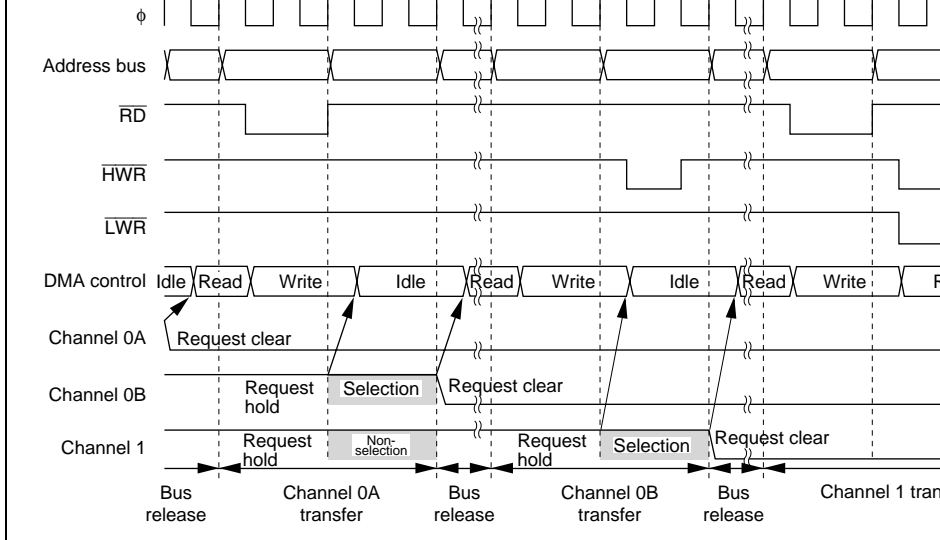 φ
Address bus
RD
HWR
LWR
DMA control Idle Read Write Idle Read Write Idle Read Write R
Channel 0A Request clear
Channel 0B Request hold Selection Request clear
Channel 1 Request hold Non-selection Request hold Selection Request clear
Bus release Channel 0A transfer Bus release Channel 0B transfer Bus release Channel 1 tran